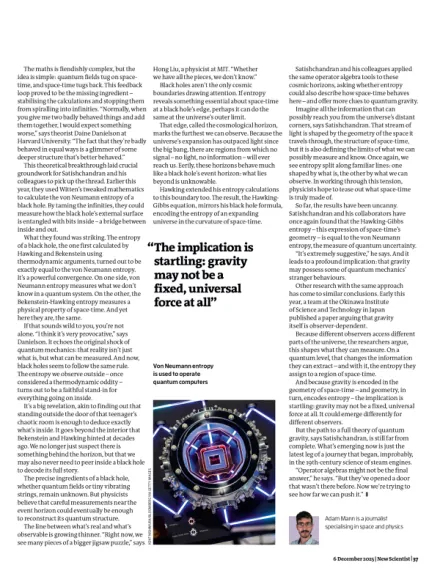 The maths is fiendishly complex, but the
idea is simple: quantum fields tug on space-
time, and space-time tugs back. This feedback
loop proved to be the missing ingredient –
stabilising the calculations and stopping them
from spiralling into infinities. "Normally, when
you give me two badly behaved things and add
them together, I would expect something
worse," says theorist Daine Danielson at
Harvard University. "The fact that they're badly
behaved in equal ways is a glimmer of some
deeper structure that's better behaved."
This theoretical breakthrough laid crucial
groundwork for Satishchandran and his
colleagues to pick up the thread. Earlier this
year, they used Witten's tweaked mathematics
to calculate the von Neumann entropy of a
black hole. By taming the infinities, they could
measure how the black hole's external surface
is entangled with its inside – a bridge between
inside and out.
What they found was striking. The entropy
of a black hole, the one first calculated by
Hawking and Bekenstein using
thermodynamic arguments, turned out to be
exactly equal to the von Neumann entropy.
It's a powerful convergence. On one side, von
Neumann entropy measures what we don't
know in a quantum system. On the other, the
Bekenstein-Hawking entropy measures a
physical property of space-time. And yet
here they are, the same.
If that sounds wild to you, you're not
alone. "I think it's very provocative," says
Danielson. It echoes the original shock of
quantum mechanics: that reality isn't just
what is, but what can be measured. And now,
black holes seem to follow the same rule.
The entropy we observe outside – once
considered a thermodynamic oddity –
turns out to be a faithful stand-in for
everything going on inside.
It's a big revelation, akin to finding out that
standing outside the door of that teenager's
chaotic room is enough to deduce exactly
what's inside. It goes beyond the interior that
Bekenstein and Hawking hinted at decades
ago. We no longer just suspect there is
something behind the horizon, but that we
may also never need to peer inside a black hole
to decode its full story.
The precise ingredients of a black hole,
whether quantum fields or tiny vibrating
strings, remain unknown. But physicists
believe that careful measurements near the
event horizon could eventually be enough
to reconstruct its quantum structure.
The line between what's real and what's
observable is growing thinner. "Right now, we
see many pieces of a bigger jigsaw puzzle," says
Hong Liu, a physicist at MIT. "Whether
we have all the pieces, we don't know."
Black holes aren't the only cosmic
boundaries drawing attention. If entropy
reveals something essential about space-time
at a black hole's edge, perhaps it can do the
same at the universe's outer limit.
That edge, called the cosmological horizon,
marks the furthest we can observe. Because the
universe's expansion has outpaced light since
the big bang, there are regions from which no
signal – no light, no information – will ever
reach us. Eerily, these horizons behave much
like a black hole's event horizon: what lies
beyond is unknowable.
Hawking extended his entropy calculations
to this boundary too. The result, the Hawking-
Gibbs equation, mirrors his black hole formula,
encoding the entropy of an expanding
universe in the curvature of space-time.
"The implication is
startling: gravity
may not be a
fixed, universal
force at all"
Von Neumann entropy
is used to operate
quantum computers
Satishchandran and his colleagues applied
the same operator algebra tools to these
cosmic horizons, asking whether entropy
could also describe how space-time behaves
here – and offer more clues to quantum gravity.
Imagine all the information that can
possibly reach you from the universe's distant
corners, says Satishchandran. That stream of
light is shaped by the geometry of the space it
travels through, the structure of space-time,
but it is also defining the limits of what we can
possibly measure and know. Once again, we
see entropy split along familiar lines: one
shaped by what is, the other by what we can
observe. In working through this tension,
physicists hope to tease out what space-time
is truly made of.
So far, the results have been uncanny.
Satishchandran and his collaborators have
once again found that the Hawking-Gibbs
entropy – this expression of space-time's
geometry – is equal to the von Neumann
entropy, the measure of quantum uncertainty.
"It's extremely suggestive," he says. And it
leads to a profound implication: that gravity
may possess some of quantum mechanics'
stranger behaviours.
Other research with the same approach
has come to similar conclusions. Early this
year, a team at the Okinawa Institute
of Science and Technology in Japan
published a paper arguing that gravity
itself is observer-dependent.
Because different observers access different
parts of the universe, the researchers argue,
this shapes what they can measure. On a
quantum level, that changes the information
they can extract – and with it, the entropy they
assign to a region of space-time.
And because gravity is encoded in the
geometry of space-time – and geometry, in
turn, encodes entropy – the implication is
startling: gravity may not be a fixed, universal
force at all. It could emerge differently for
different observers.
But the path to a full theory of quantum
gravity, says Satishchandran, is still far from
complete. What's emerging now is just the
latest leg of a journey that began, improbably,
in the 19th-century science of steam engines.
"Operator algebras might not be the final
answer," he says. "But they've opened a door
that wasn't there before. Now we're trying to
see how far we can push it."
Adam Mann is a journalist
specialising in space and physics
6 December 2025 | New Scientist | 37